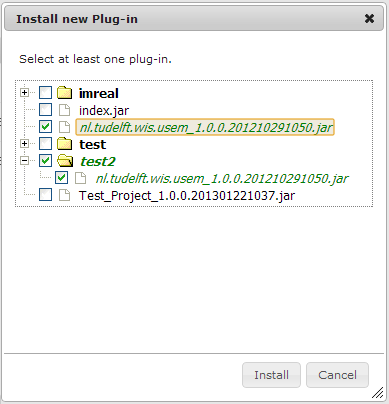 Install new Plug-in
Select at least one plug-in.
imreal
index.jar
nl.tudelft.wis.usem_1.0.0.201210291050.jar
test
test2
nl.tudelft.wis.usem_1.0.0.201210291050.jar
Test_Project_1.0.0.201301221037.jar
Install Cancel